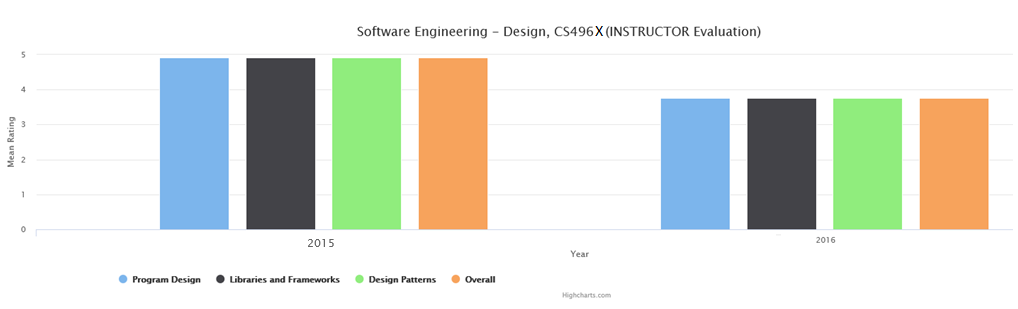 Software Engineering - Design, CS496X(INSTRUCTOR Evaluation)
5
4
3
2
1
0
Mean Rating
2015
2016
Year
Program Design Libraries and Frameworks Design Patterns Overall
Highcharts.com